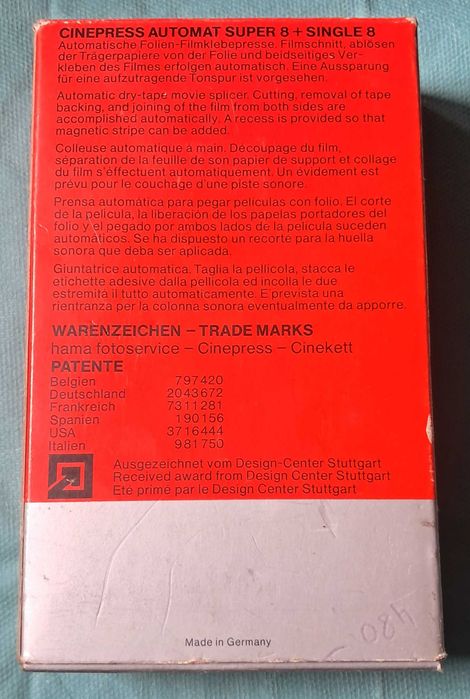 CINEPRESS AUTOMAT SUPER 8 + SINGLE 8
Automatische Folien-Filmklebepresse. Filmschnitt, ablösen
der Trägerpapiere von der Folie und beidseitiges Ver-
kleben des Filmes erfolgen automatisch. Eine Aussparung
für eine aufzutragende Tonspur ist vorgesehen.
Automatic dry-tape movie splicer. Cutting, removal of tape
backing, and joining of the film from both sides are
accomplished automatically. A recess is provided so that
magnetic stripe can be added.
Colleuse automatique à main. Découpage du film,
séparation de la feuille de son papier de support et collage
du film s'éffectuent automatiquement. Un évidement est
prévu pour le couchage d'une piste sonore.
Prensa automática para pegar películas con folio. El corte
de la película, la liberación de los papeles portadores del
folio y el pegado por ambos lados de la película suceden
automáticos. Se ha dispuesto un recorte para la huella
sonora que deba ser aplicada.
Giuntatrice automatica. Taglia la pellicola, stacca le
etichette adesive dalla pellicola ed incolla le due
estremità il tutto automaticamente. E prevista una
rientranza per la colonna sonora eventualmente da apporre.
WARENZEICHEN – TRADE MARKS
hama fotoservice – Cinepress – Cinekett
PATENTE
Belgien 797420
Deutschland 2043672
Frankreich 7311281
Spanien 190156
USA 3716444
Italien 981750
Ausgezeichnet vom Design-Center Stuttgart
Received award from Design Center Stuttgart
Eté primé par le Design Center Stuttgart
480
Made in Germany